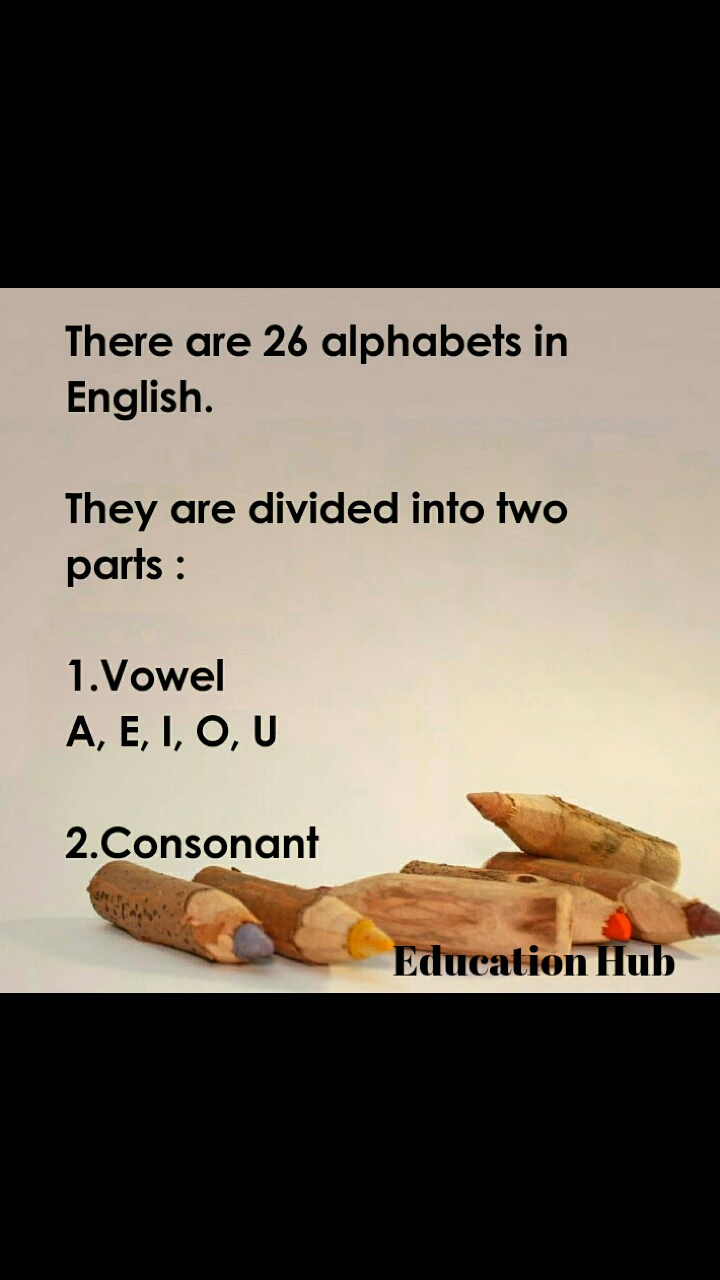 There are 26 alphabets in
English.
They are divided into two
parts :
1.Vowel
A, E, I, O, U
2.Consonant
Education Hub